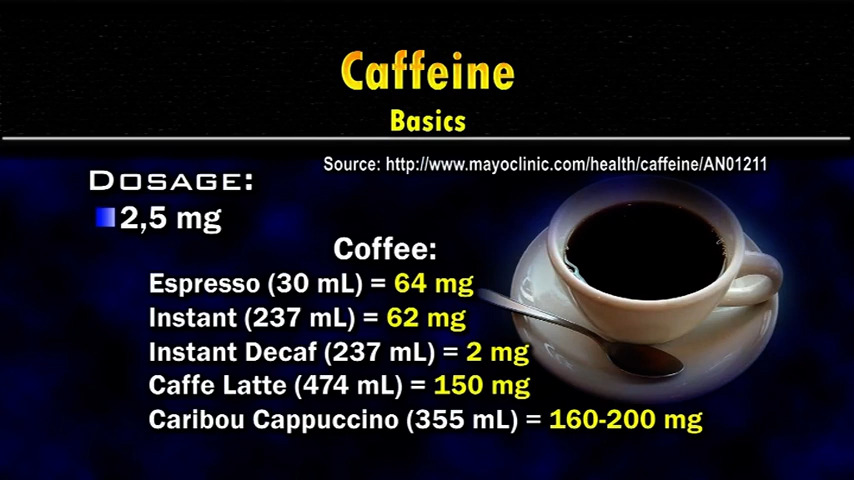 Caffeine
Basics
Source: http://www.mayoclinic.com/health/caffeine/AN01211
DOSAGE:
2,5 mg
Coffee:
Espresso (30 mL) = 64 mg
Instant (237 mL) = 62 mg
Instant Decaf (237 mL) = 2 mg
Caffe Latte (474 mL) = 150 mg
Caribou Cappuccino (355 mL) = 160-200 mg